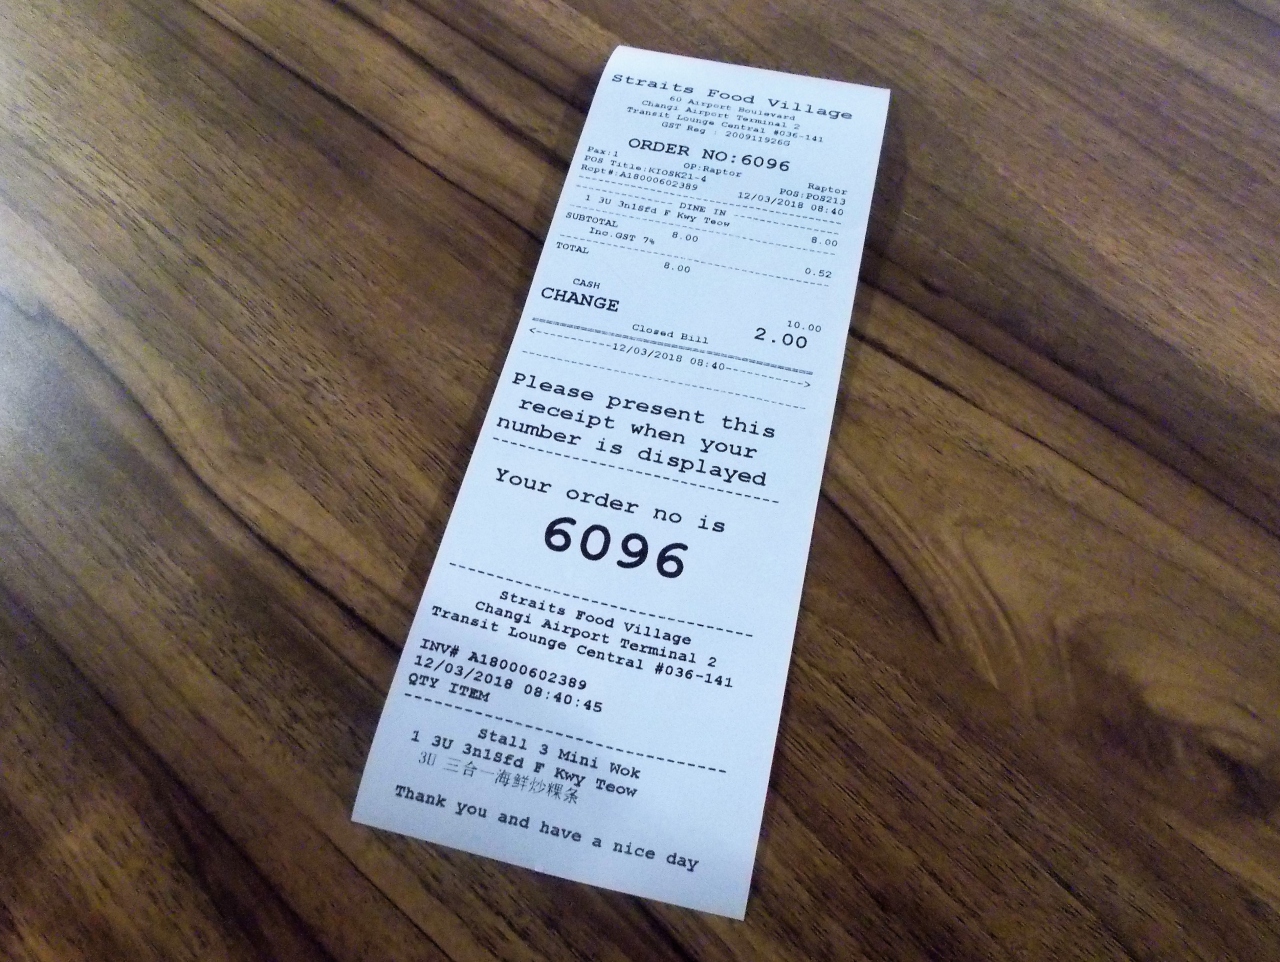 Straits Food Village
60 Airport Boulevard
Changi Airport Terminal 2
Transit Lounge Central #036-141
GST Reg : 200911926G
ORDER NO:6096
Pax:1 OP:Raptor Raptor
POS Title:KIOSK21-4 POS:POS213
Rcpt#:A18000602389 12/03/2018 08:40
DINE IN
1 3U 3n1Sfd F Kwy Teow 8.00
SUBTOTAL 8.00
Inc.GST 7% 0.52
TOTAL 8.00
CASH 10.00
CHANGE 2.00
Closed Bill
<----------12/03/2018 08:40---------->
Please present this
receipt when your
number is displayed
Your order no is
6096
Straits Food Village
Changi Airport Terminal 2
Transit Lounge Central #036-141
INV# A18000602389
12/03/2018 08:40:45
QTY ITEM
Stall 3 Mini Wok
1 3U 3n1Sfd F Kwy Teow
3U 三合一海鲜炒粿条
Thank you and have a nice day